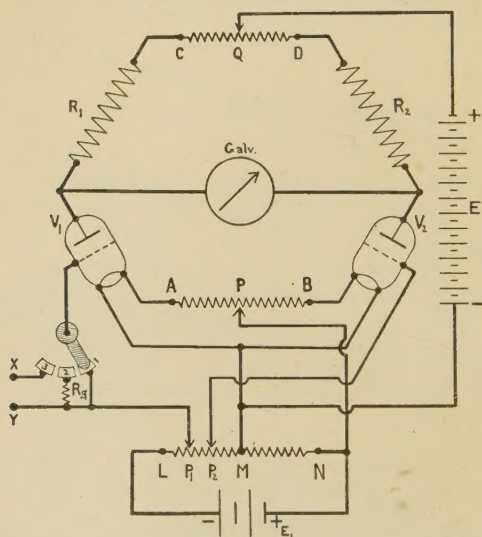 C Q D
R1 R2
Galv.
+
E
V1 V2
A P B
-
3 2 1
X
Rg
Y
L P1 P2 M N
- + E1